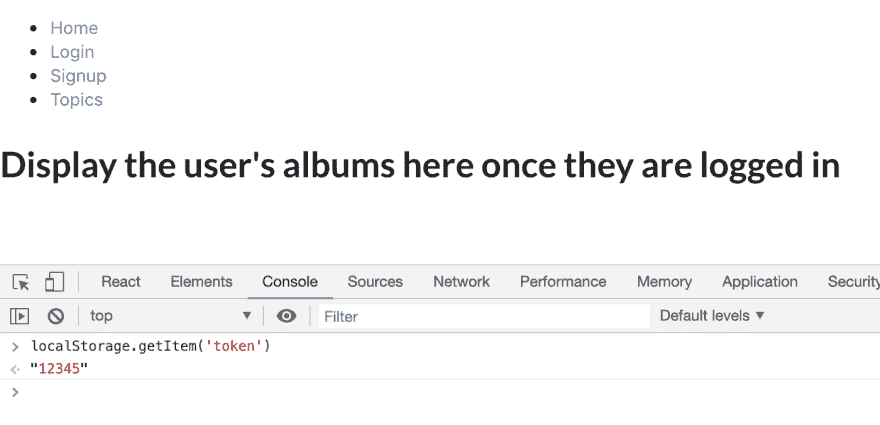 Home
Login
Signup
Topics
Display the user's albums here once they are logged in
React Elements Console Sources Network Performance Memory Application Security
top Filter Default levels
localStorage.getItem('token')
"12345"